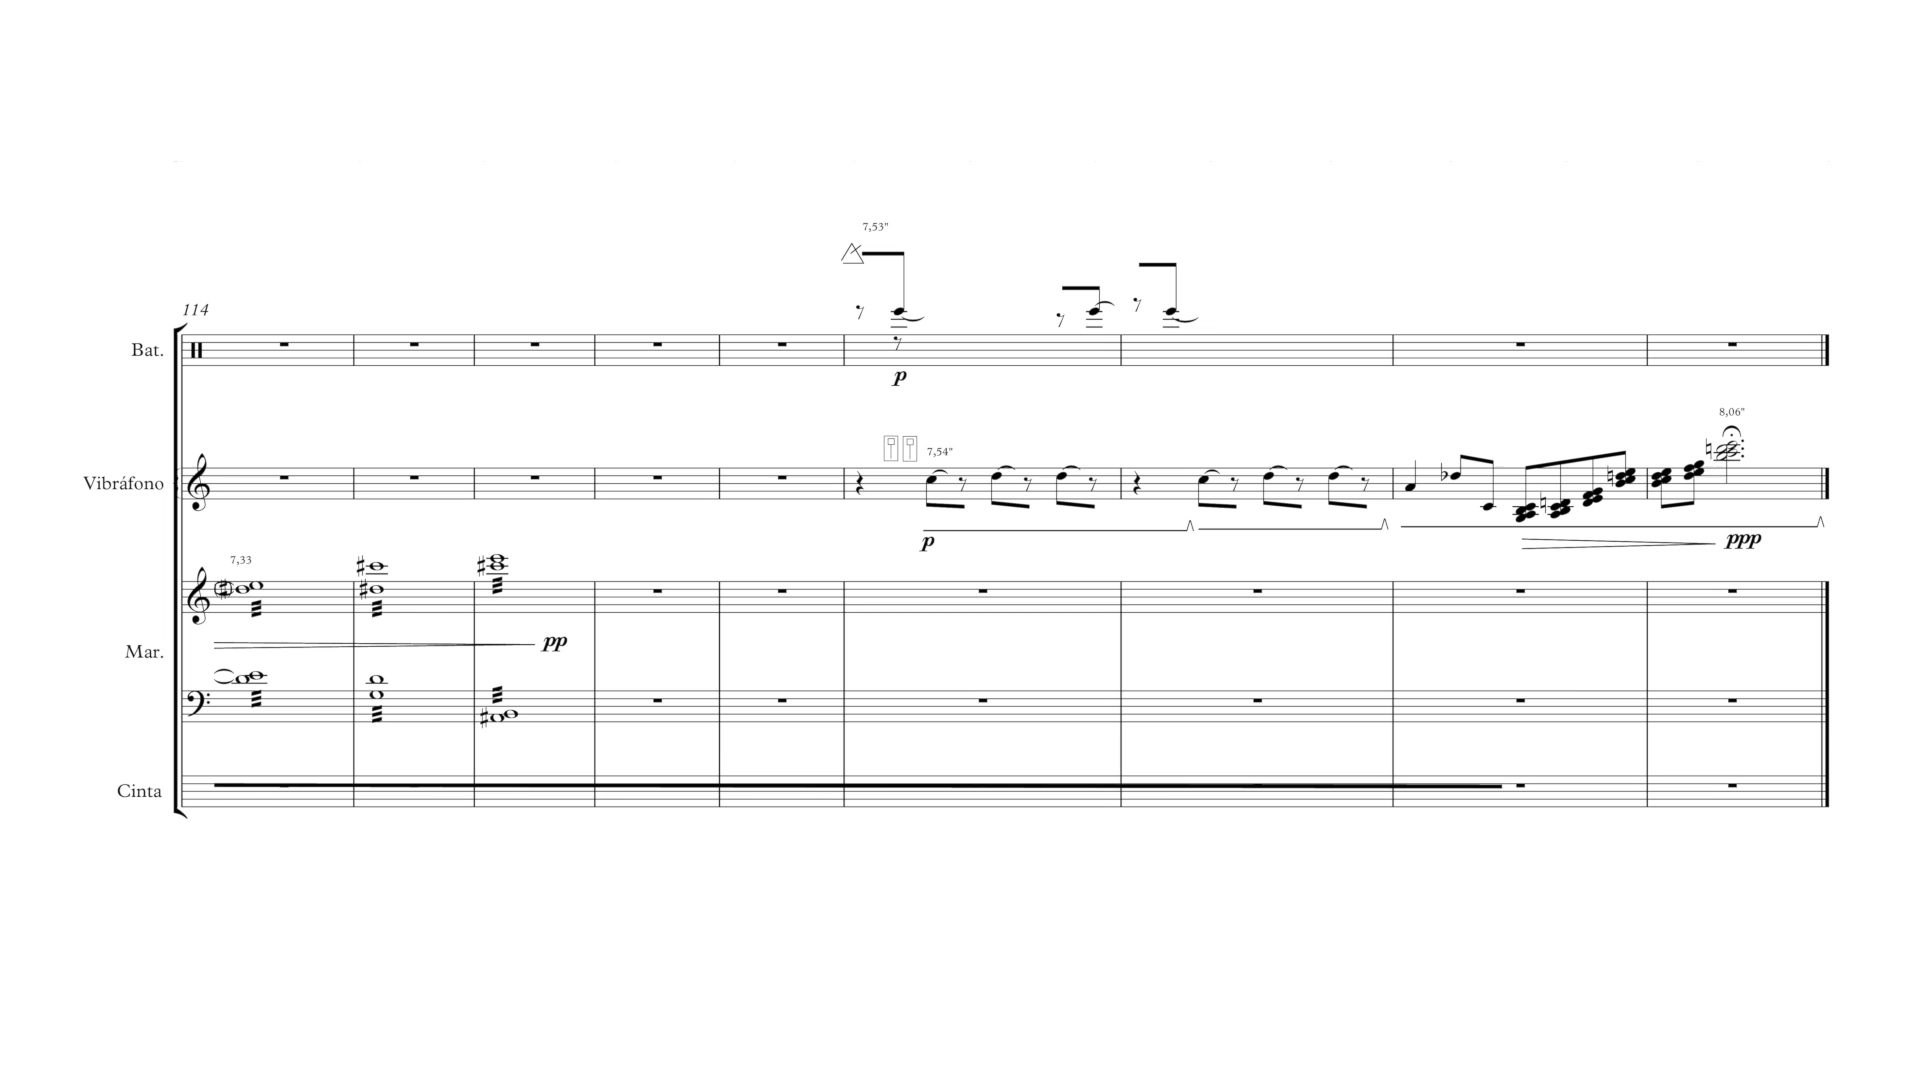 7,53"
114
Bat.
p
8,06"
7,54"
Vibráfono
p
ppp
7,33
pp
Mar.
Cinta